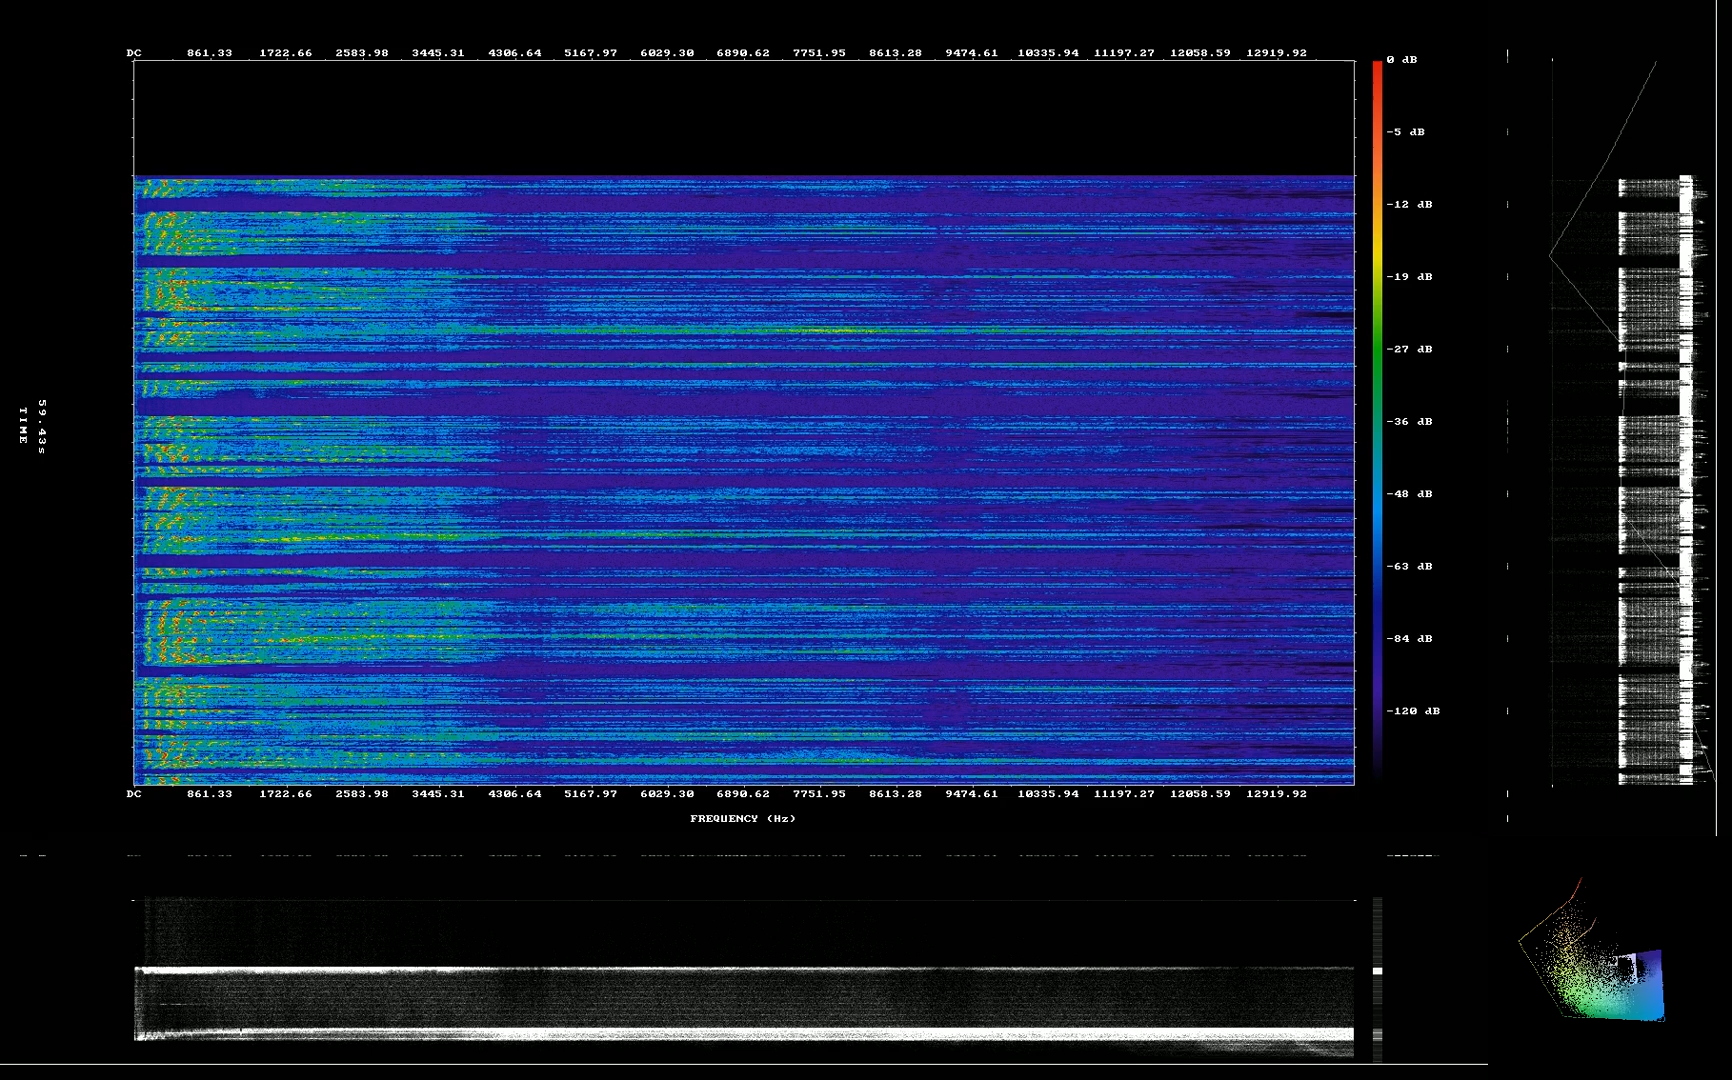 DC 861.33 1722.66 2583.98 3445.31 4306.64 5167.97 6029.30 6890.62 7751.95 8613.28 9474.61 10335.94 11197.27 12058.59 12919.92
0 dB
-5 dB
-12 dB
-19 dB
-27 dB
-36 dB
-48 dB
-63 dB
-84 dB
-120 dB
TIME
59.43s
DC 861.33 1722.66 2583.98 3445.31 4306.64 5167.97 6029.30 6890.62 7751.95 8613.28 9474.61 10335.94 11197.27 12058.59 12919.92
FREQUENCY (Hz)